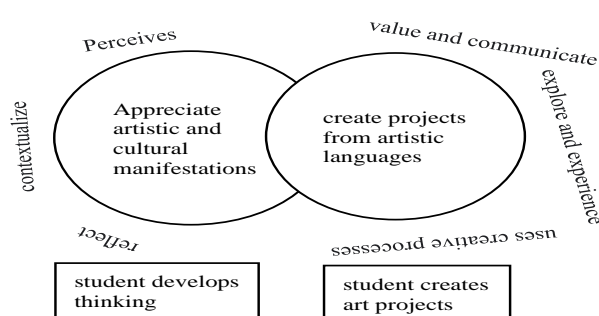 Perceives
value and communicate
contextualize
Appreciate
artistic and
cultural
manifestations
create projects
from artistic
languages
explore and experience
reflect
uses creative processes
student develops
thinking
student creates
art projects